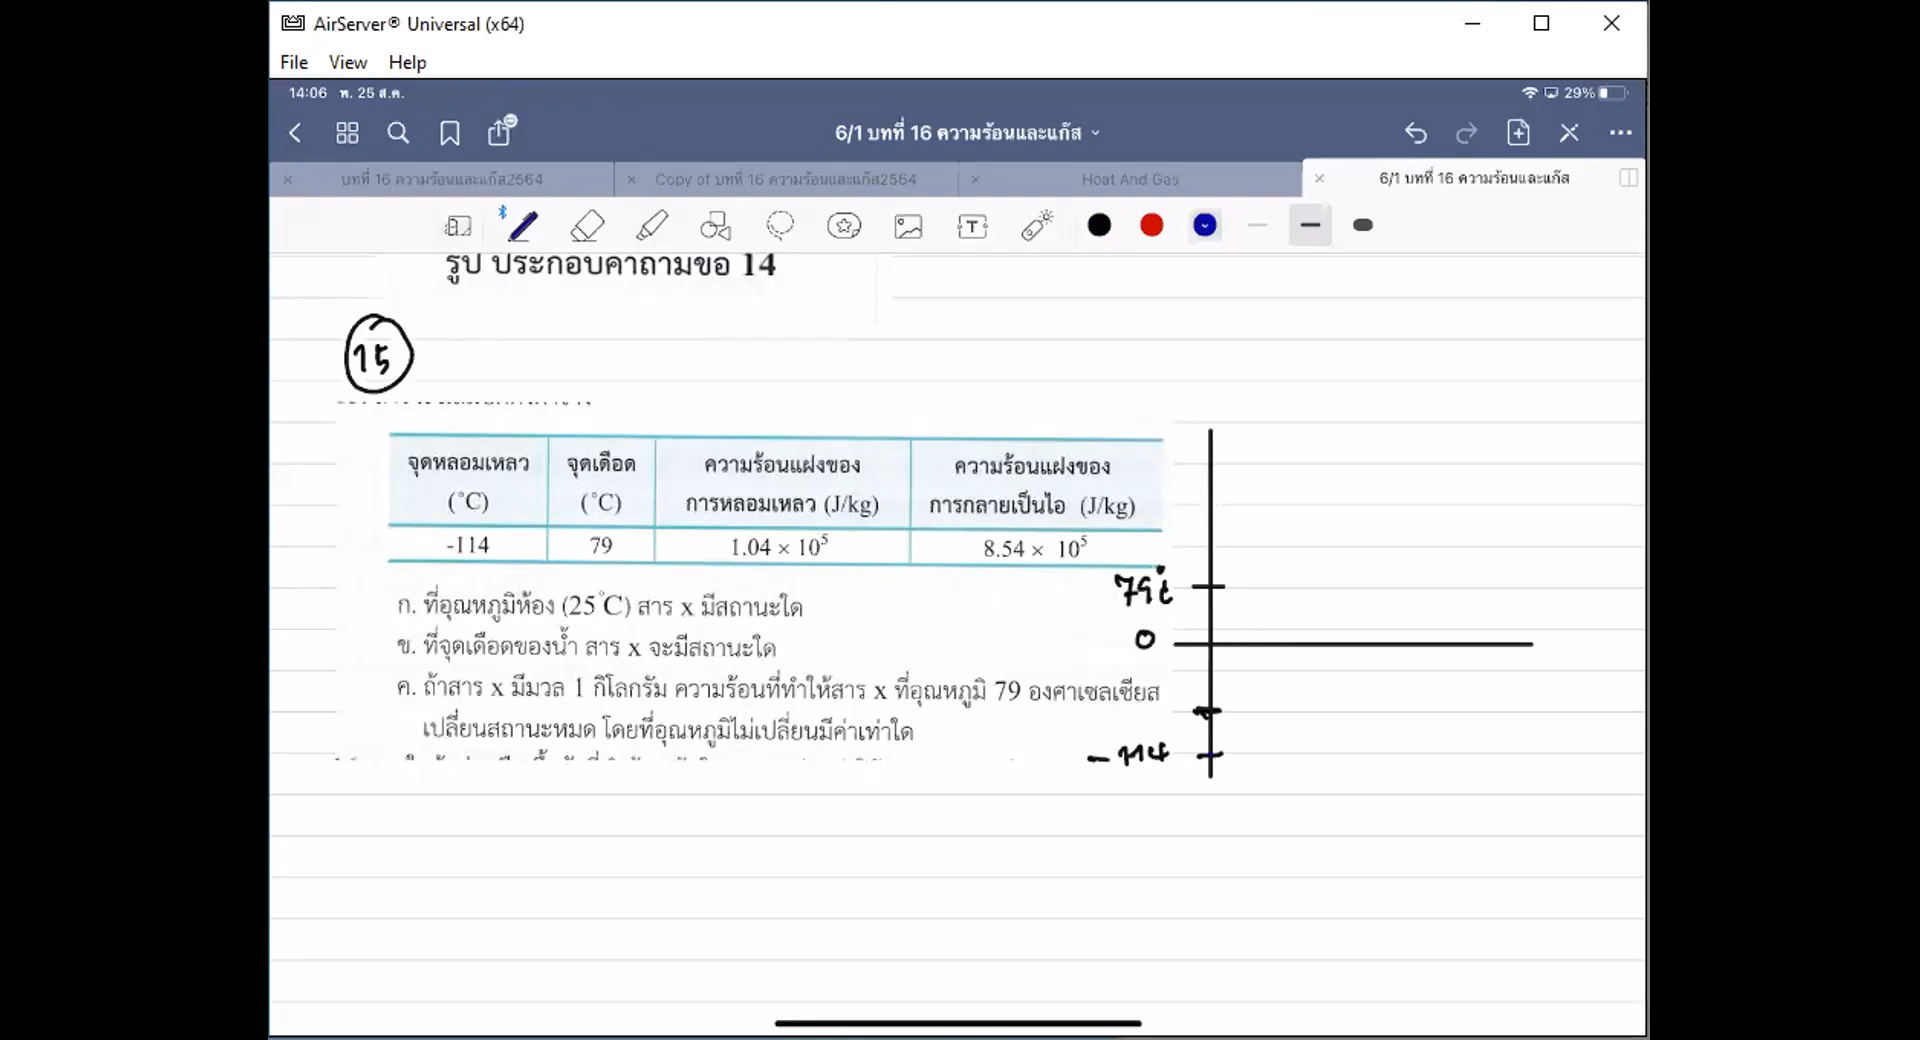 AirServer® Universal (x64)
File View Help
14:06 พ. 25 ส.ค.
29%
6/1 บทที่ 16 ความร้อนและแก๊ส
บทที่ 16 ความร้อนและแก๊ส2564
Copy of บทที่ 16 ความร้อนและแก๊ส2564
Heat And Gas
6/1 บทที่ 16 ความร้อนและแก๊ส
รูป ประกอบคำถามข้อ 14
15
จุดหลอมเหลว (°C)
จุดเดือด (°C)
ความร้อนแฝงของการหลอมเหลว (J/kg)
ความร้อนแฝงของการกลายเป็นไอ (J/kg)
-114 79 1.04 × 10⁵ 8.54 × 10⁵
ก. ที่อุณหภูมิห้อง (25°C) สาร x มีสถานะใด
ข. ที่จุดเดือดของน้ำ สาร x จะมีสถานะใด
ค. ถ้าสาร x มีมวล 1 กิโลกรัม ความร้อนที่ทำให้สาร x ที่อุณหภูมิ 79 องศาเซลเซียส
เปลี่ยนสถานะหมด โดยที่อุณหภูมิไม่เปลี่ยนมีค่าเท่าใด
79°c
0
-114